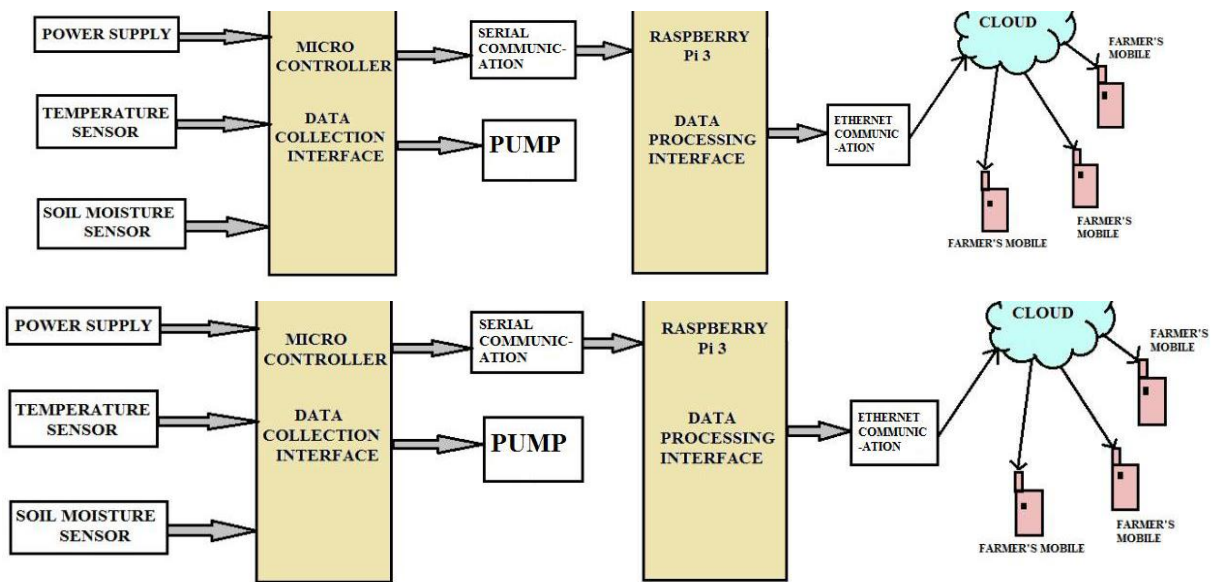 POWER SUPPLY
TEMPERATURE
SENSOR
SOIL MOISTURE
SENSOR
MICRO
CONTROLLER
DATA
COLLECTION
INTERFACE
SERIAL
COMMUNIC-
ATION
PUMP
RASPBERRY
Pi 3
DATA
PROCESSING
INTERFACE
ETHERNET
COMMUNIC
-ATION
CLOUD
FARMER'S
MOBILE
FARMER'S
MOBILE
FARMER'S MOBILE
POWER SUPPLY
TEMPERATURE
SENSOR
SOIL MOISTURE
SENSOR
MICRO
CONTROLLER
DATA
COLLECTION
INTERFACE
SERIAL
COMMUNIC-
ATION
PUMP
RASPBERRY
Pi 3
DATA
PROCESSING
INTERFACE
ETHERNET
COMMUNIC
-ATION
CLOUD
FARMER'S
MOBILE
FARMER'S
MOBILE
FARMER'S MOBILE